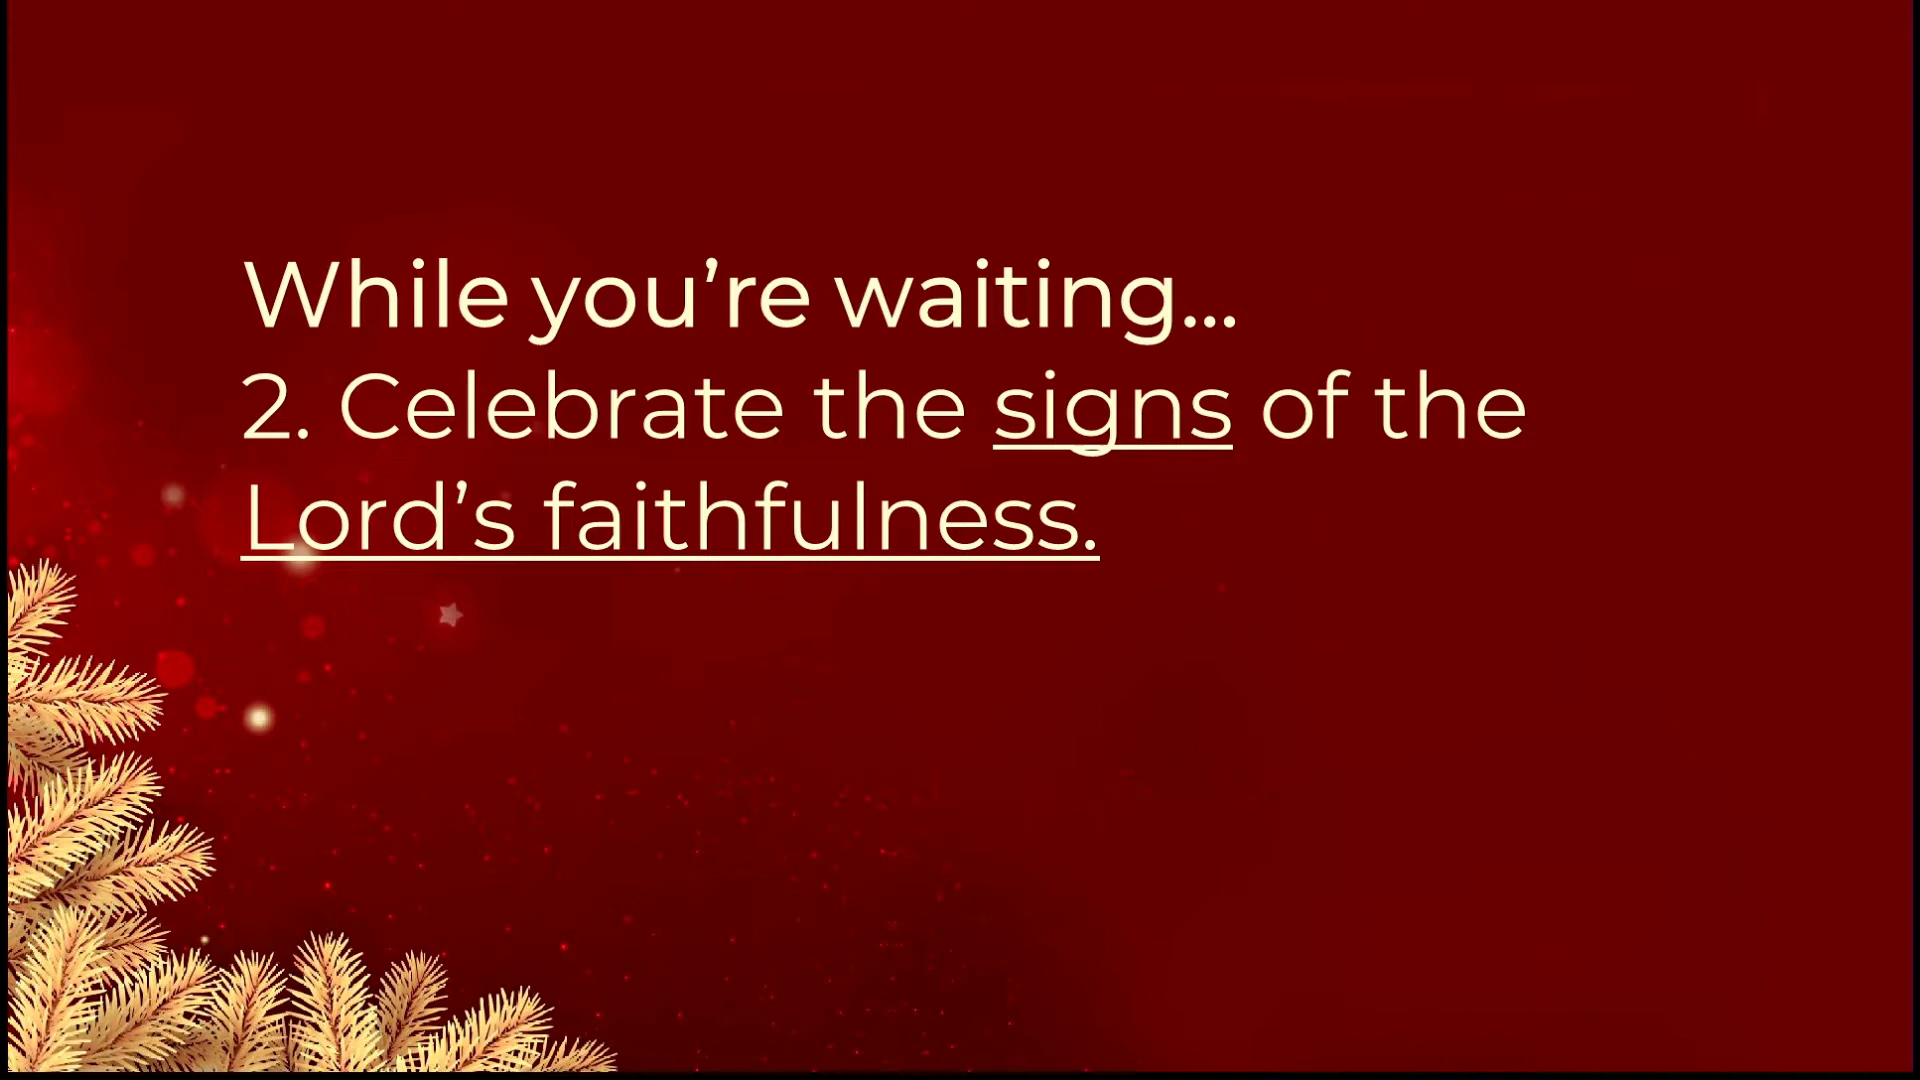 While you’re waiting...
2. Celebrate the signs of the
Lord’s faithfulness.